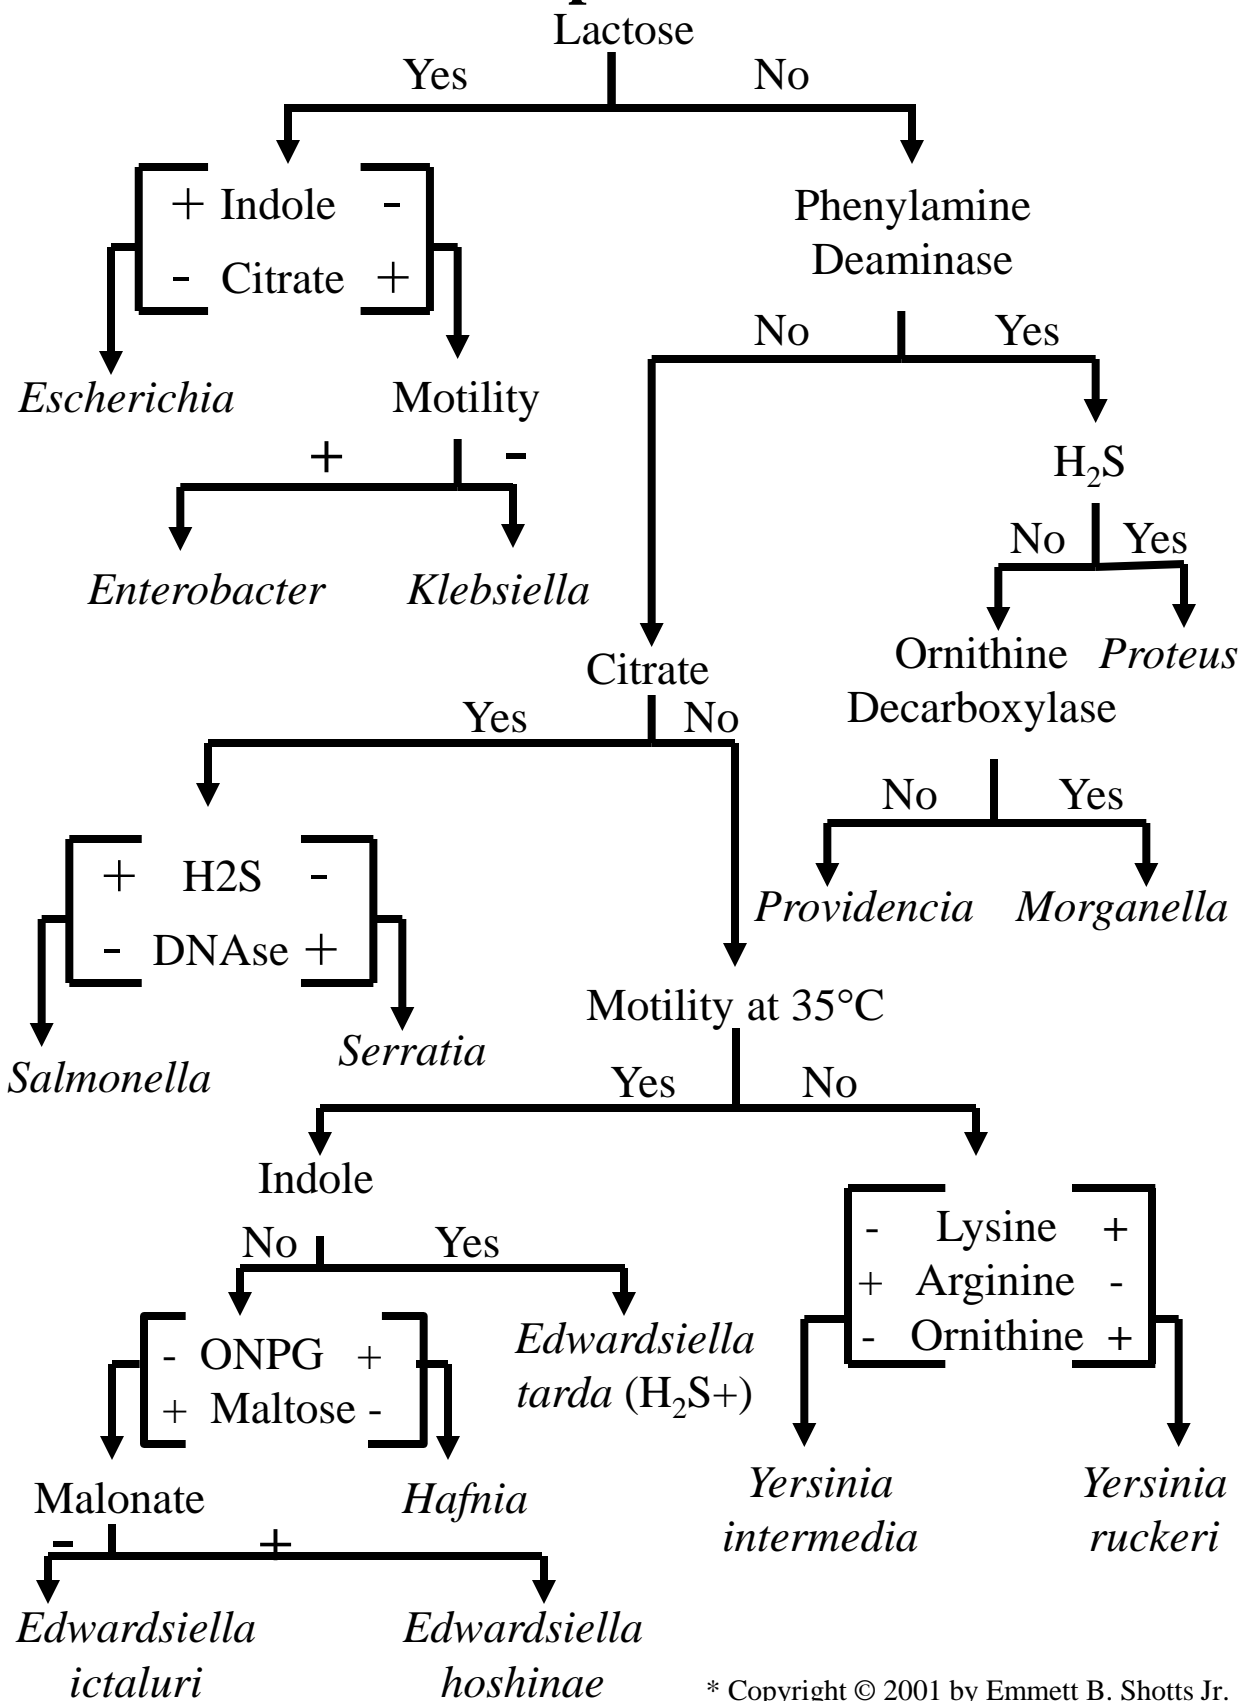 Lactose
Yes No
+ Indole -
- Citrate +
Phenylamine
Deaminase
No Yes
Escherichia Motility
+ -
H2S
No Yes
Enterobacter Klebsiella
Citrate
Ornithine Proteus
Decarboxylase
Yes No
No Yes
+ H2S -
- DNAse +
Providencia Morganella
Motility at 35°C
Salmonella Serratia
Yes No
Indole
No Yes
- Lysine +
+ Arginine -
- Ornithine +
- ONPG +
+ Maltose -
Edwardsiella
tarda (H2S+)
Malonate Hafnia
- +
Yersinia
intermedia
Yersinia
ruckeri
Edwardsiella
ictaluri
Edwardsiella
hoshinae
* Copyright © 2001 by Emmett B. Shotts Jr.